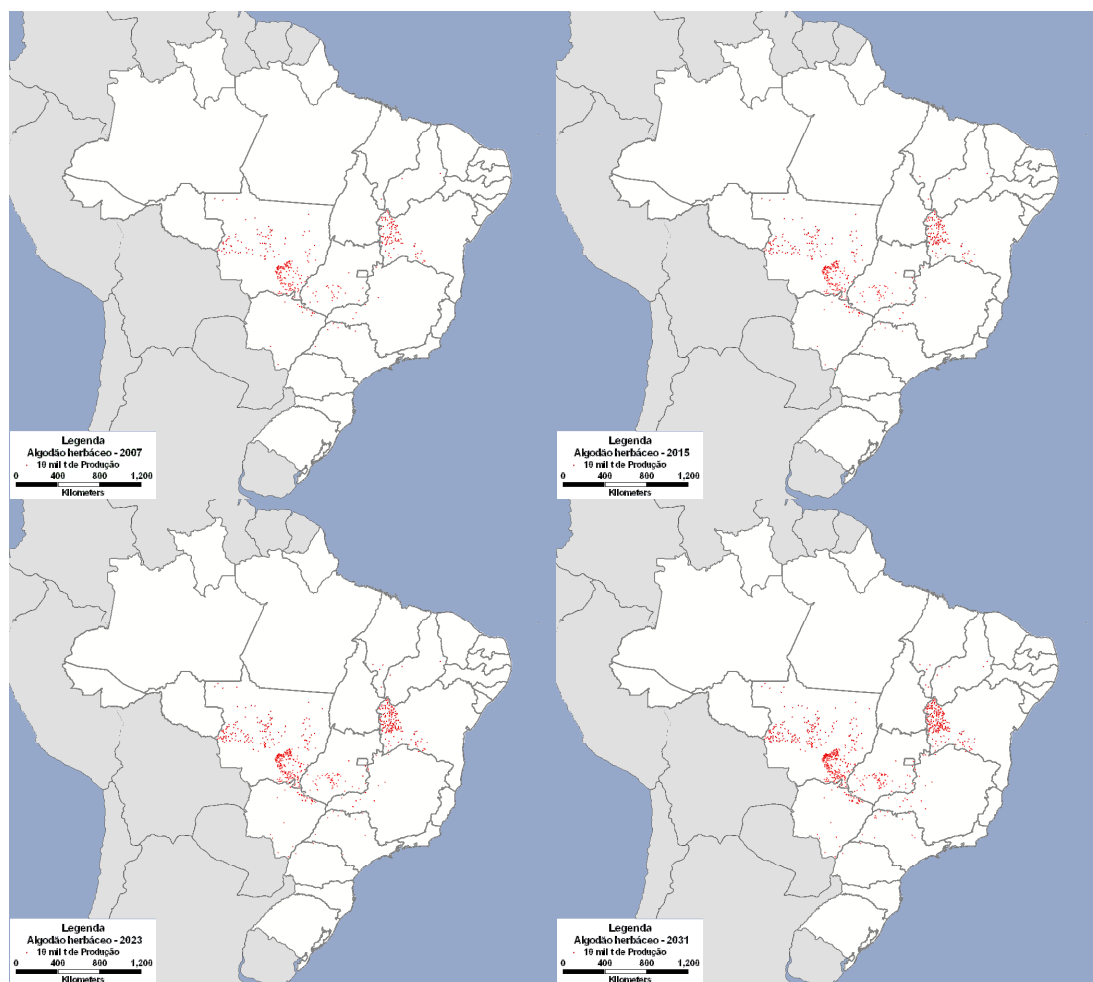 Legenda
Algodão herbáceo - 2007
10 mil t de Produção
0 400 800 1,200
Kilometers
Legenda
Algodão herbáceo - 2015
10 mil t de Produção
0 400 800 1,200
Kilometers
Legenda
Algodão herbáceo - 2023
10 mil t de Produção
0 400 800 1,200
Kilometers
Legenda
Algodão herbáceo - 2031
10 mil t de Produção
0 400 800 1,200
Kilometers